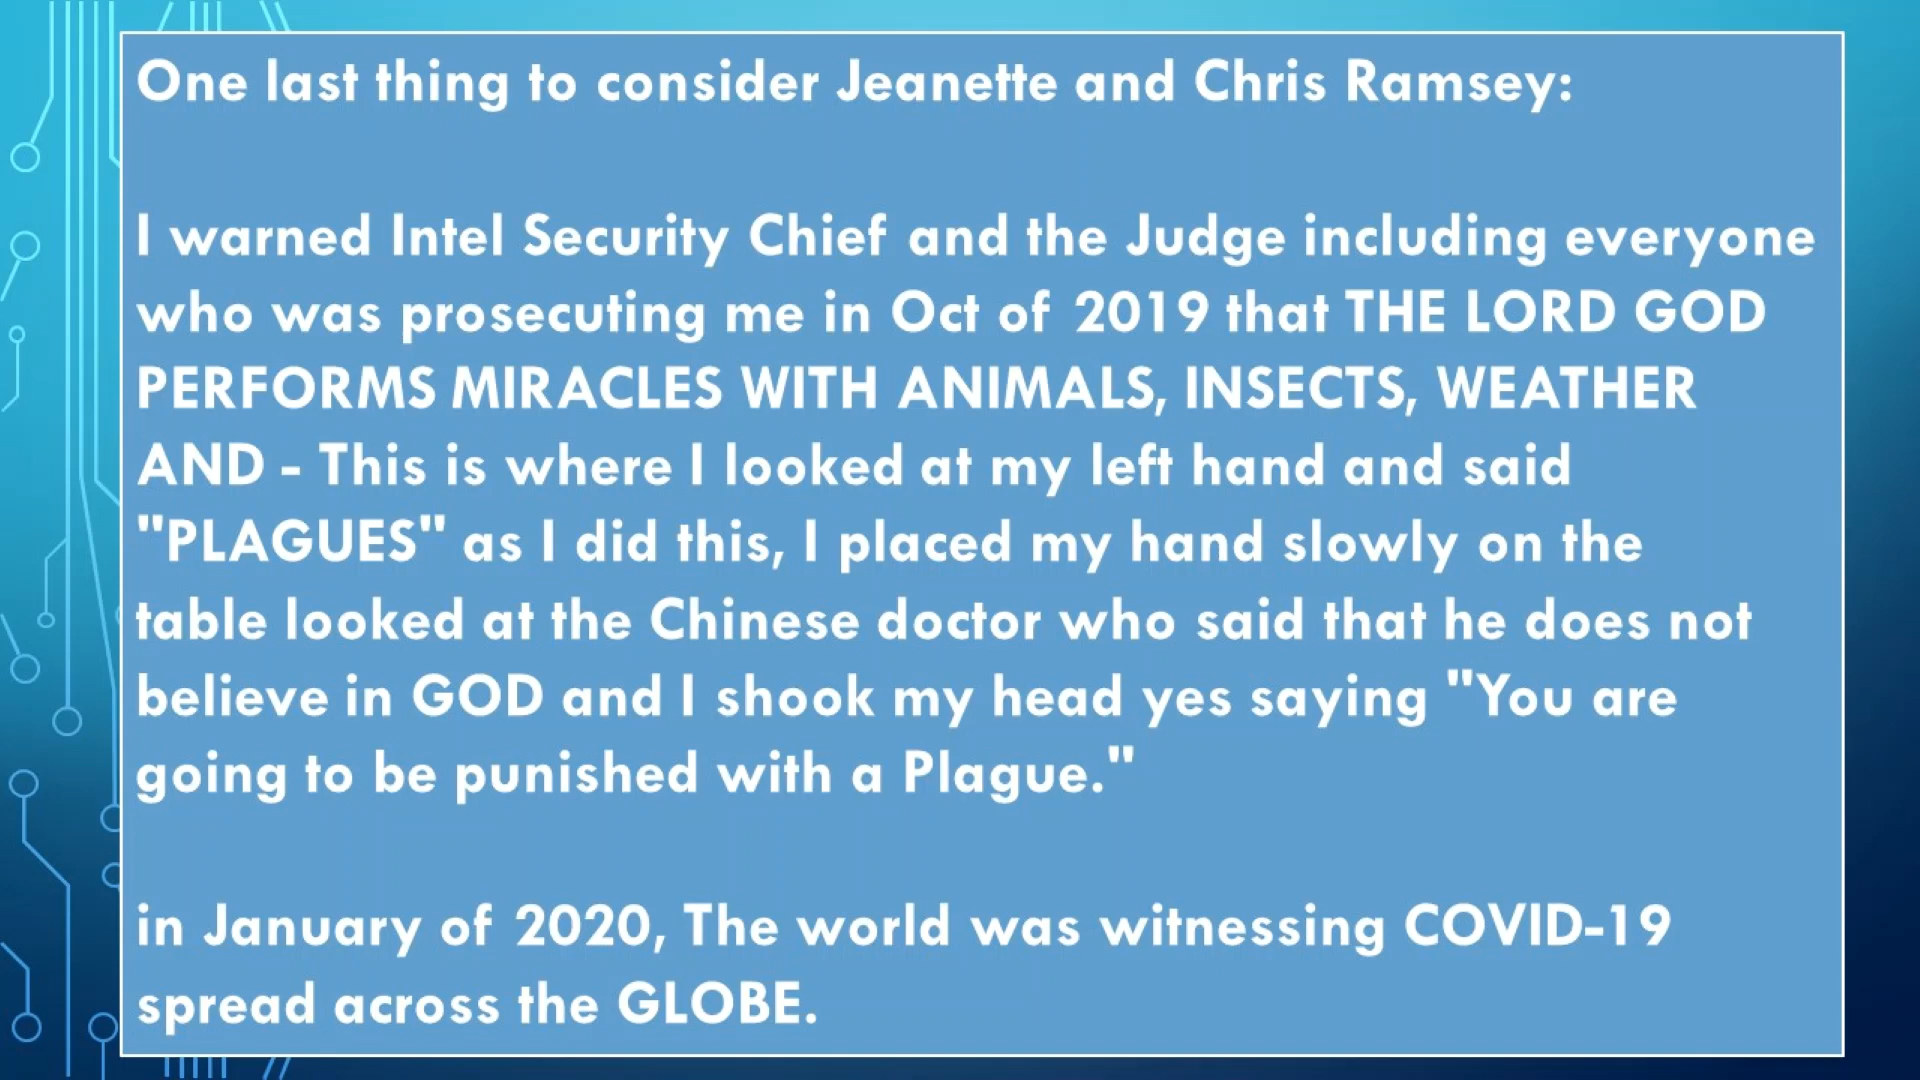 One last thing to consider Jeanette and Chris Ramsey:
I warned Intel Security Chief and the Judge including everyone
who was prosecuting me in Oct of 2019 that THE LORD GOD
PERFORMS MIRACLES WITH ANIMALS, INSECTS, WEATHER
AND - This is where I looked at my left hand and said
"PLAGUES" as I did this, I placed my hand slowly on the
table looked at the Chinese doctor who said that he does not
believe in GOD and I shook my head yes saying "You are
going to be punished with a Plague."
in January of 2020, The world was witnessing COVID-19
spread across the GLOBE.